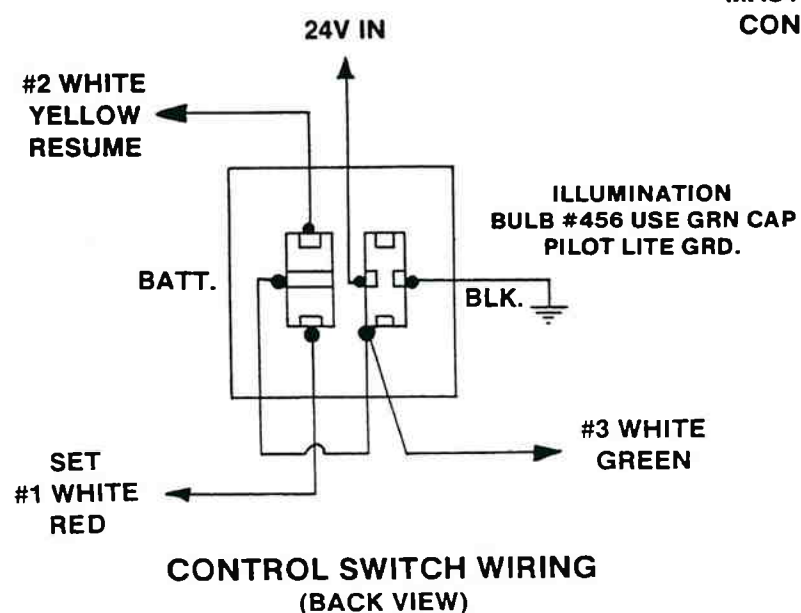 CON
24V IN
#2 WHITE
YELLOW
RESUME
ILLUMINATION
BULB #456 USE GRN CAP
PILOT LITE GRD.
BATT.
BLK.
#3 WHITE
GREEN
SET
#1 WHITE
RED
CONTROL SWITCH WIRING
(BACK VIEW)